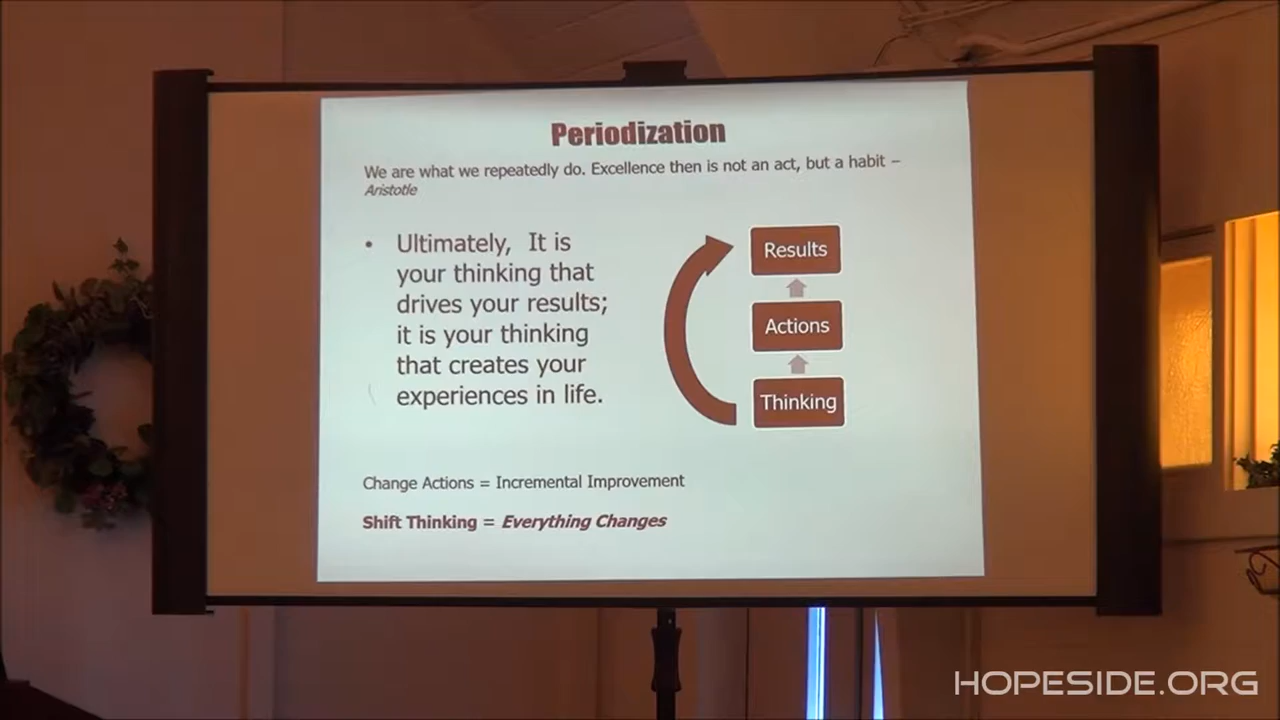 Periodization
We are what we repeatedly do. Excellence then is not an act, but a habit –
Aristotle
• Ultimately, It is
your thinking that
drives your results;
it is your thinking
that creates your
experiences in life.
Results
Actions
Thinking
Change Actions = Incremental Improvement
Shift Thinking = Everything Changes
HOPESIDE.ORG